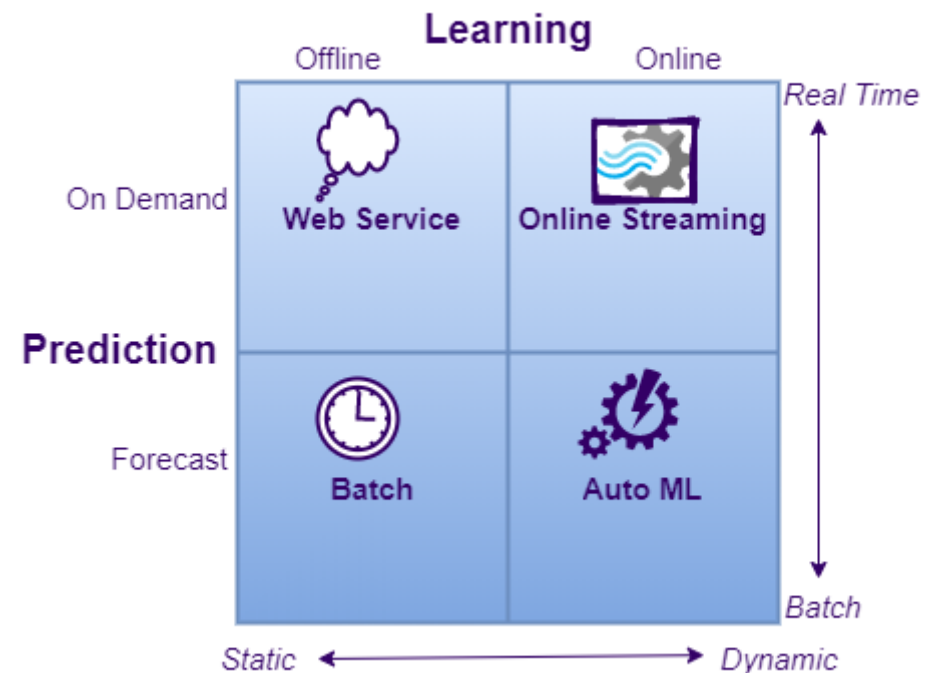 Learning
Offline Online
Real Time
On Demand
Web Service Online Streaming
Prediction
Forecast
Batch Auto ML
Batch
Static Dynamic